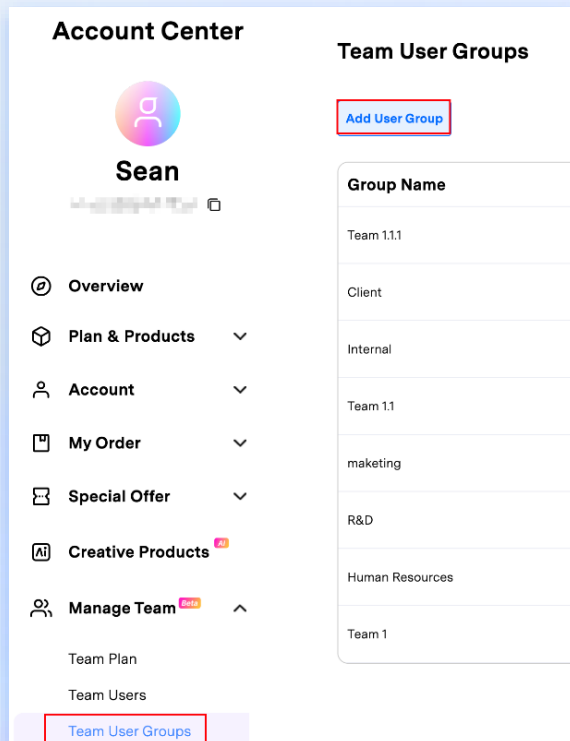 Account Center
Sean
Overview
Plan & Products
Account
My Order
Special Offer
Creative Products AI
Manage Team Beta
Team Plan
Team Users
Team User Groups
Team User Groups
Add User Group
Group Name
Team 1.1.1
Client
Internal
Team 1.1
maketing
R&D
Human Resources
Team 1